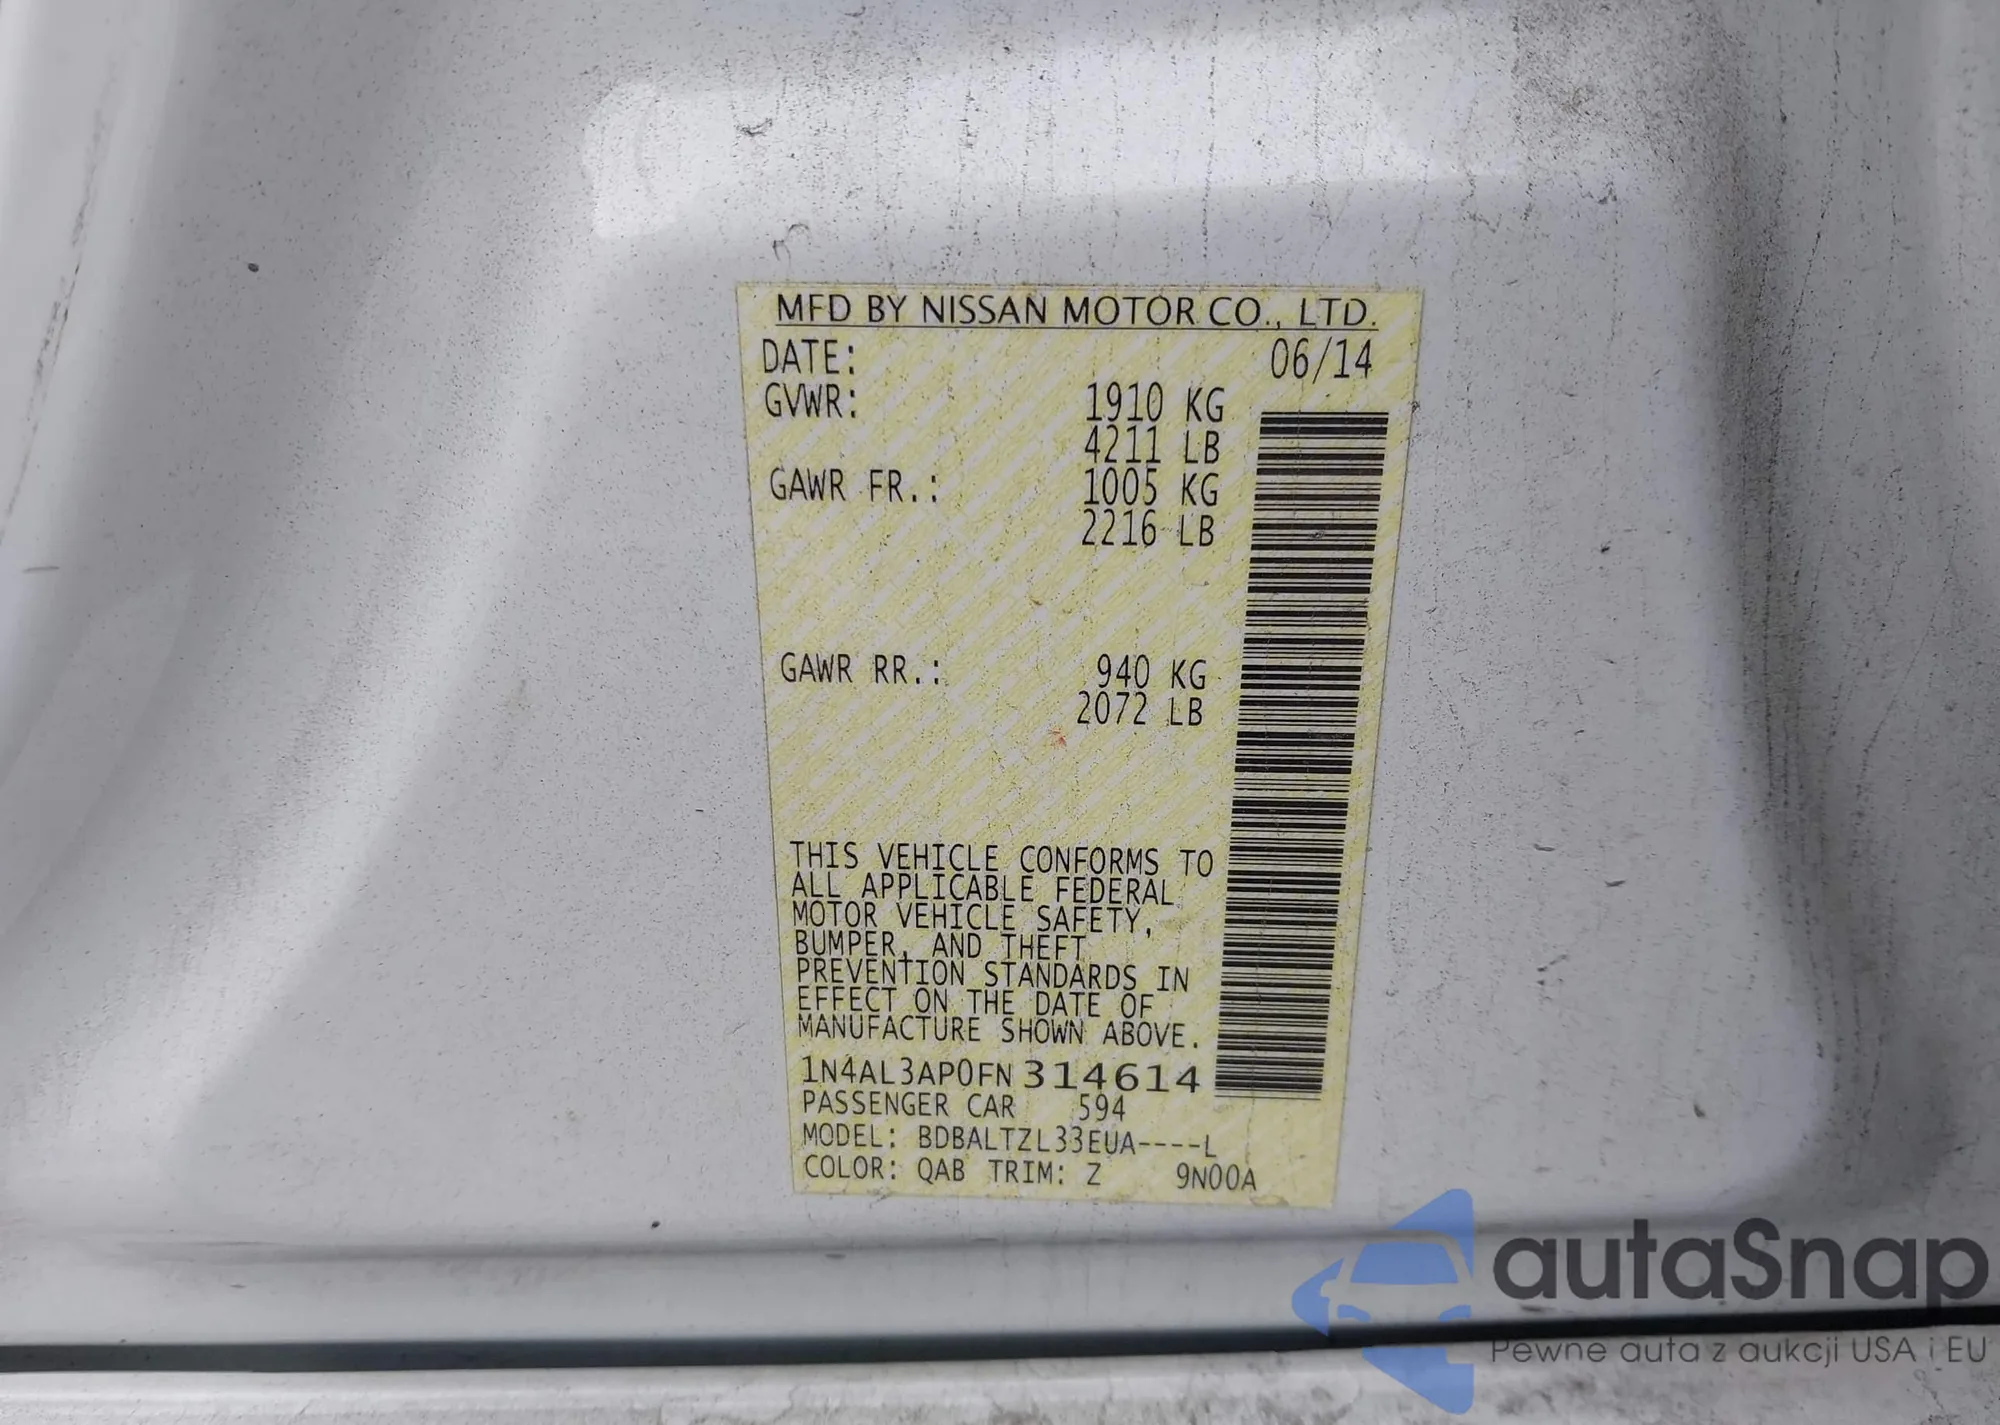 MFD BY NISSAN MOTOR CO., LTD.
DATE: 06/14
GVWR: 1910 KG
4211 LB
GAWR FR.: 1005 KG
2216 LB
GAWR RR.: 940 KG
2072 LB
THIS VEHICLE CONFORMS TO
ALL APPLICABLE FEDERAL
MOTOR VEHICLE SAFETY,
BUMPER, AND THEFT
PREVENTION STANDARDS IN
EFFECT ON THE DATE OF
MANUFACTURE SHOWN ABOVE.
1N4AL3AP0FN 314614
PASSENGER CAR 594
MODEL: BDBALTZL33EUA----L
COLOR: QAB TRIM: Z 9N00A
autaSnap
Pewne auta z aukcji USA i EU